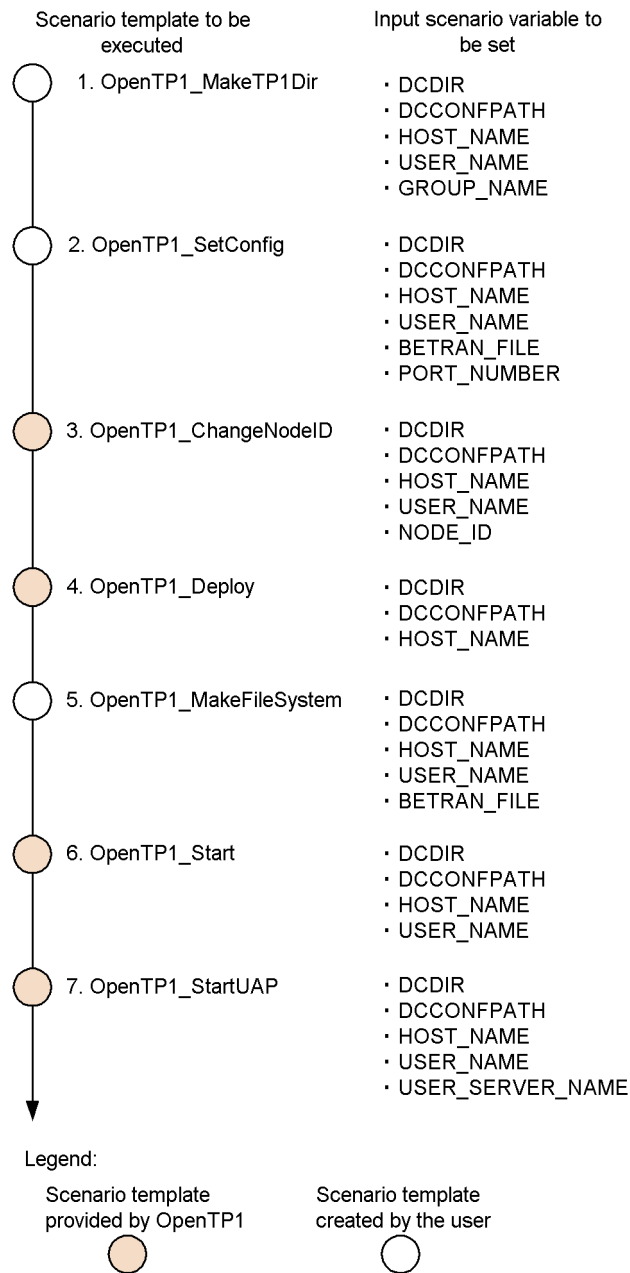 Scenario template to be
executed
Input scenario variable to
be set
1. OpenTP1_MakeTP1Dir
・DCDIR
・DCCONFPATH
・HOST_NAME
・USER_NAME
・GROUP_NAME
2. OpenTP1_SetConfig
・DCDIR
・DCCONFPATH
・HOST_NAME
・USER_NAME
・BETRAN_FILE
・PORT_NUMBER
3. OpenTP1_ChangeNodeID
・DCDIR
・DCCONFPATH
・HOST_NAME
・USER_NAME
・NODE_ID
4. OpenTP1_Deploy
・DCDIR
・DCCONFPATH
・HOST_NAME
5. OpenTP1_MakeFileSystem
・DCDIR
・DCCONFPATH
・HOST_NAME
・USER_NAME
・BETRAN_FILE
6. OpenTP1_Start
・DCDIR
・DCCONFPATH
・HOST_NAME
・USER_NAME
7. OpenTP1_StartUAP
・DCDIR
・DCCONFPATH
・HOST_NAME
・USER_NAME
・USER_SERVER_NAME
Legend:
Scenario template
provided by OpenTP1
Scenario template
created by the user